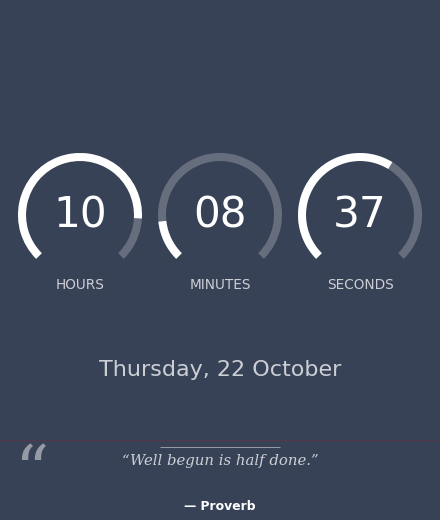 10 08 37
HOURS MINUTES SECONDS
Thursday, 22 October
“
“Well begun is half done.”
— Proverb